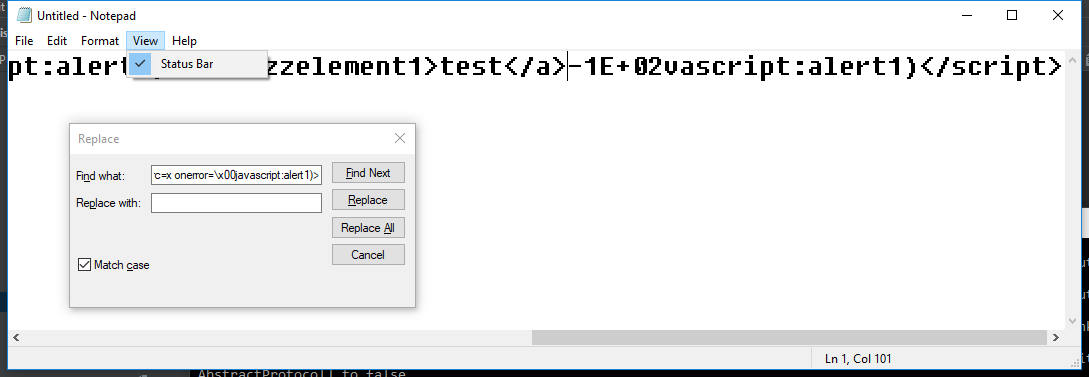 Untitled - Notepad
File Edit Format View Help
Status Bar
pt:alert zzelement1>test</a>-1E+02vascript:alert1)</script>
Replace
Find what: c=x onerror=\x00javascript:alert1)> Find Next
Replace with: Replace
Replace All
Cancel
Match case
Ln 1, Col 101
AbstractProtocol] to false